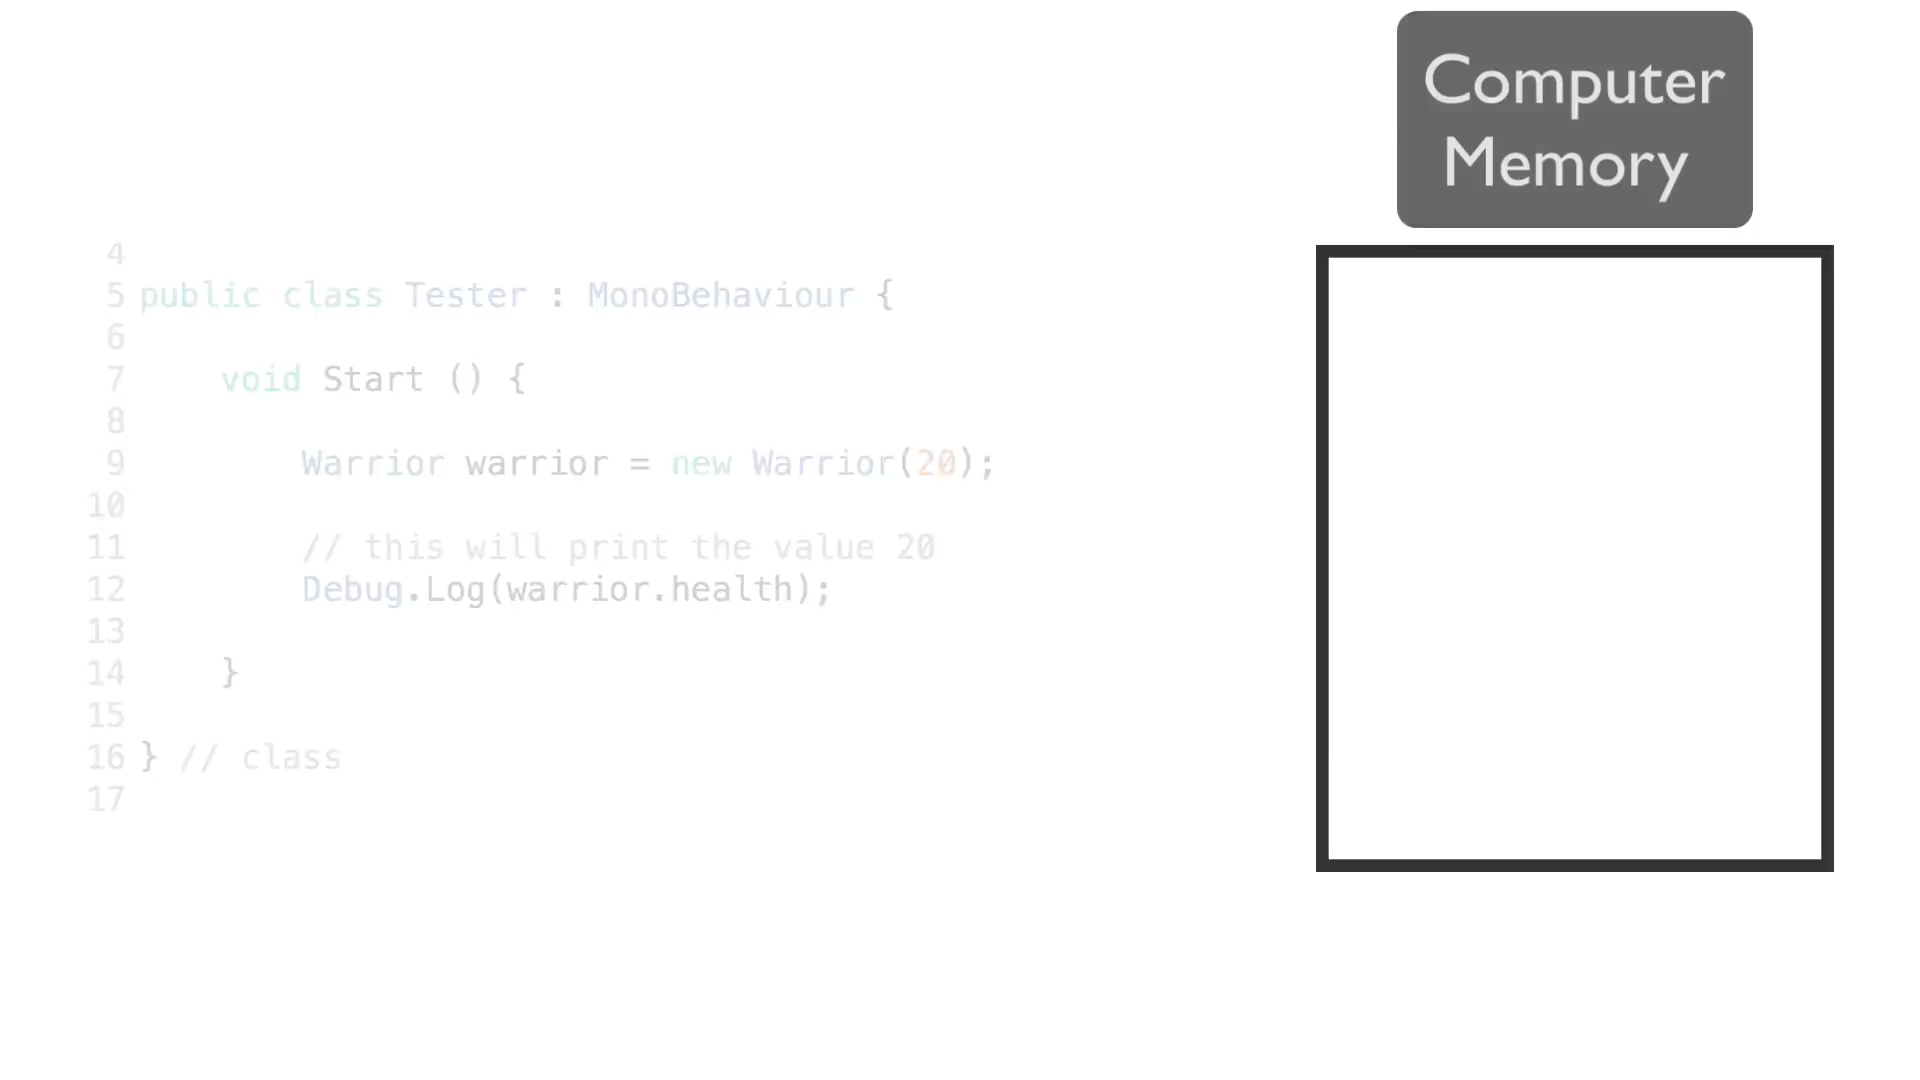 Computer
Memory
4
5 public class Tester : MonoBehaviour {
6
7 void Start () {
8
9 Warrior warrior = new Warrior(20);
10
11 // this will print the value 20
12 Debug.Log(warrior.health);
13
14 }
15
16 } // class
17